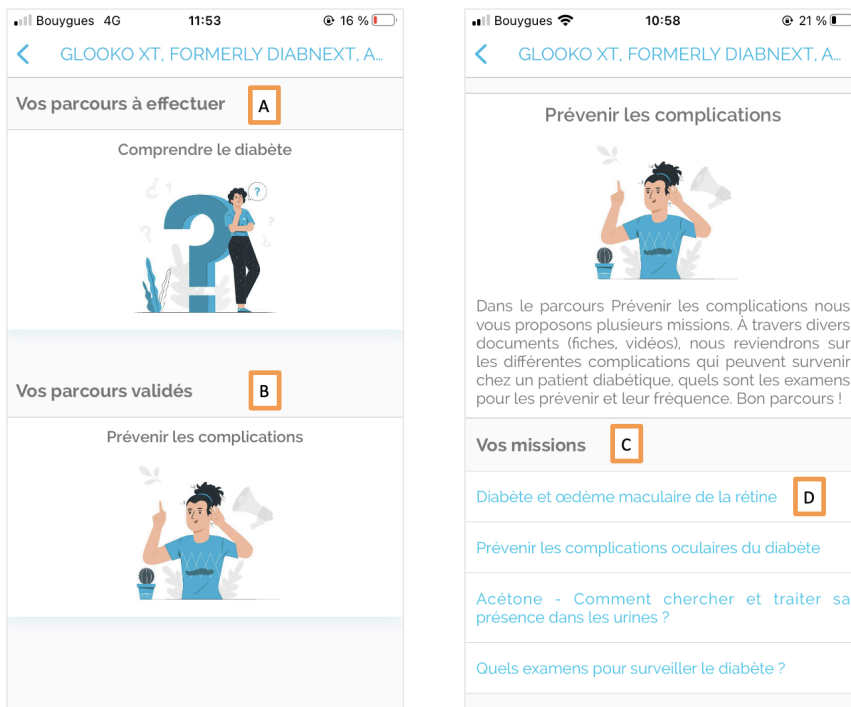 Bouygues 4G 11:53 16 %
GLOOKO XT, FORMERLY DIABNEXT, A...
Vos parcours à effectuer A
Comprendre le diabète
? ? ? ? ?
Vos parcours validés B
Prévenir les complications
Bouygues 10:58 21 %
GLOOKO XT, FORMERLY DIABNEXT, A...
Prévenir les complications
Dans le parcours Prévenir les complications nous
vous proposons plusieurs missions. À travers divers
documents (fiches, vidéos), nous reviendrons sur
les différentes complications qui peuvent survenir
chez un patient diabétique, quels sont les examens
pour les prévenir et leur fréquence. Bon parcours !
Vos missions C
Diabète et œdème maculaire de la rétine D
Prévenir les complications oculaires du diabète
Acétone - Comment chercher et traiter sa
présence dans les urines ?
Quels examens pour surveiller le diabète ?